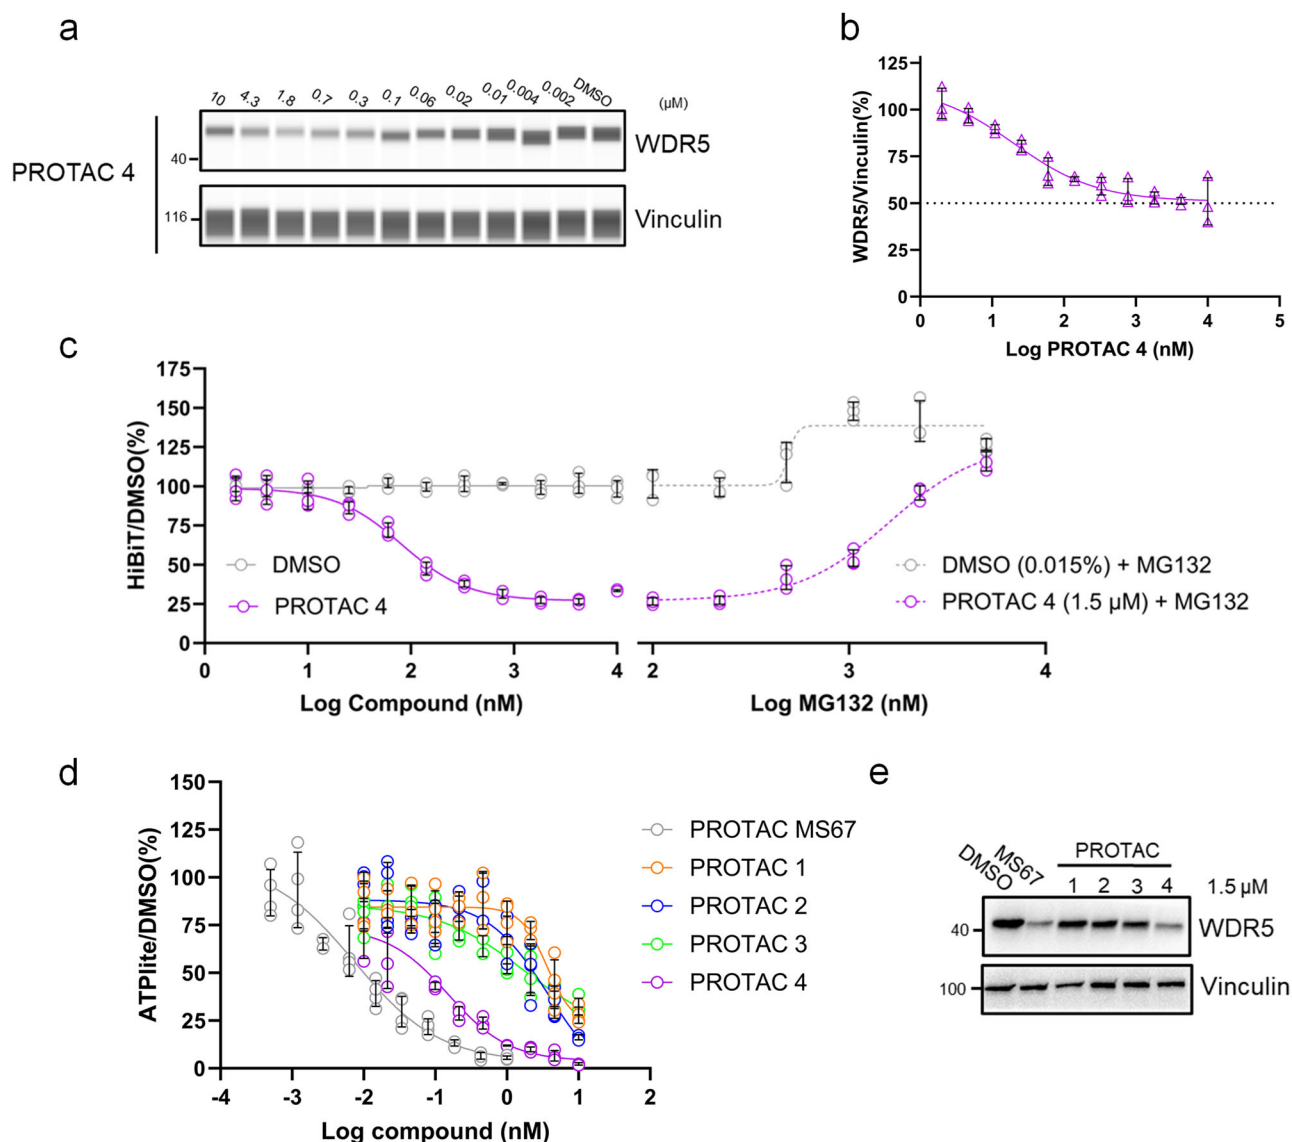 a
10 4.3 1.8 0.7 0.3 0.1 0.06 0.02 0.01 0.004 0.002 DMSO (µM)
PROTAC 4
WDR5
40
Vinculin
116
b
WDR5/Vinculin(%)
125
100
75
50
25
0
0 1 2 3 4 5
Log PROTAC 4 (nM)
c
HiBiT/DMSO(%)
175
150
125
100
75
50
25
0
DMSO
PROTAC 4
DMSO (0.015%) + MG132
PROTAC 4 (1.5 µM) + MG132
0 1 2 3 4 2 3 4
Log Compound (nM)
Log MG132 (nM)
d
ATPlite/DMSO(%)
150
125
100
75
50
25
0
-4 -3 -2 -1 0 1 2
Log compound (nM)
PROTAC MS67
PROTAC 1
PROTAC 2
PROTAC 3
PROTAC 4
e
DMSO MS67 PROTAC
1 2 3 4 1.5 µM
40 WDR5
100 Vinculin